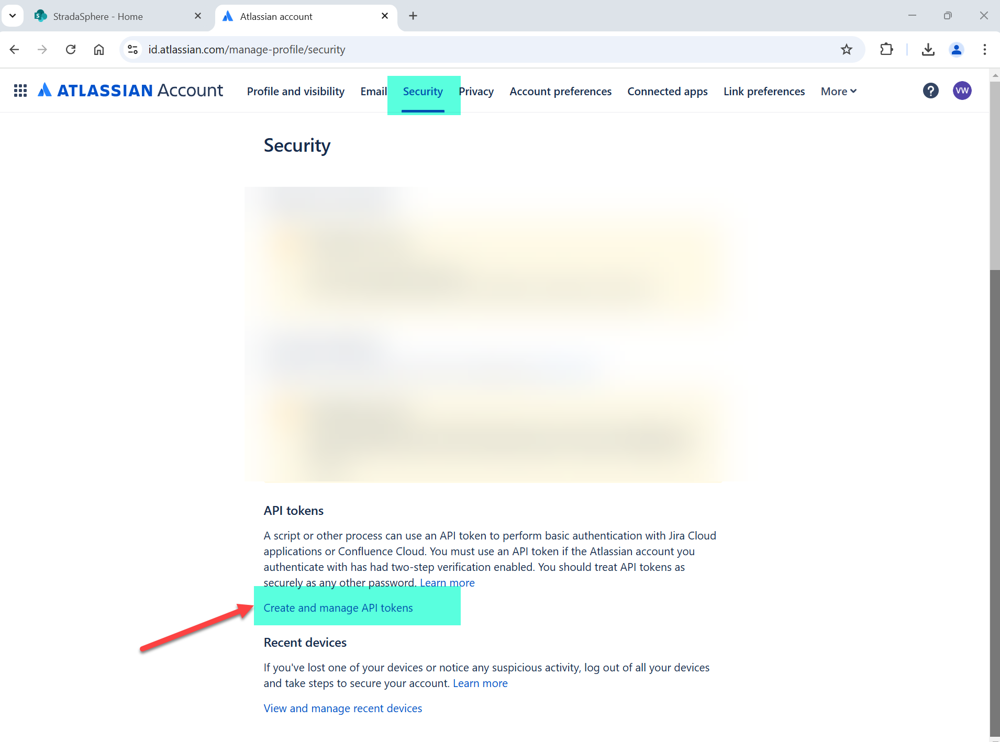 StradaSphere - Home
Atlassian account
id.atlassian.com/manage-profile/security
ATLASSIAN Account
Profile and visibility
Email
Security
Privacy
Account preferences
Connected apps
Link preferences
More
?
VW
Security
API tokens
A script or other process can use an API token to perform basic authentication with Jira Cloud
applications or Confluence Cloud. You must use an API token if the Atlassian account you
authenticate with has had two-step verification enabled. You should treat API tokens as
securely as any other password. Learn more
Create and manage API tokens
Recent devices
If you've lost one of your devices or notice any suspicious activity, log out of all your devices
and take steps to secure your account. Learn more
View and manage recent devices